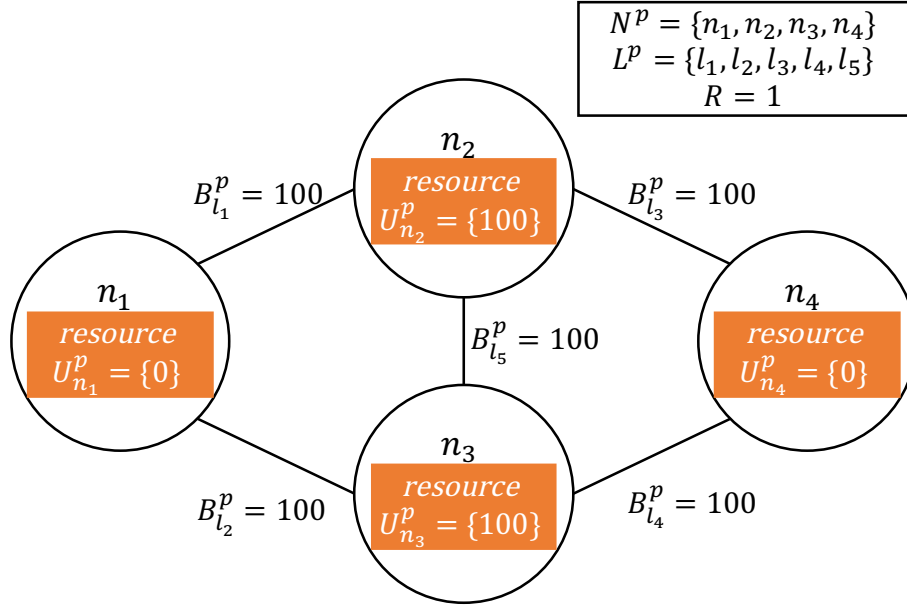 N^p = {n_1, n_2, n_3, n_4}
L^p = {l_1, l_2, l_3, l_4, l_5}
R = 1
n_2
resource
U^p_{n_2} = {100}
B^p_{l_1} = 100
B^p_{l_3} = 100
n_1
resource
U^p_{n_1} = {0}
B^p_{l_5} = 100
n_4
resource
U^p_{n_4} = {0}
n_3
resource
U^p_{n_3} = {100}
B^p_{l_2} = 100
B^p_{l_4} = 100